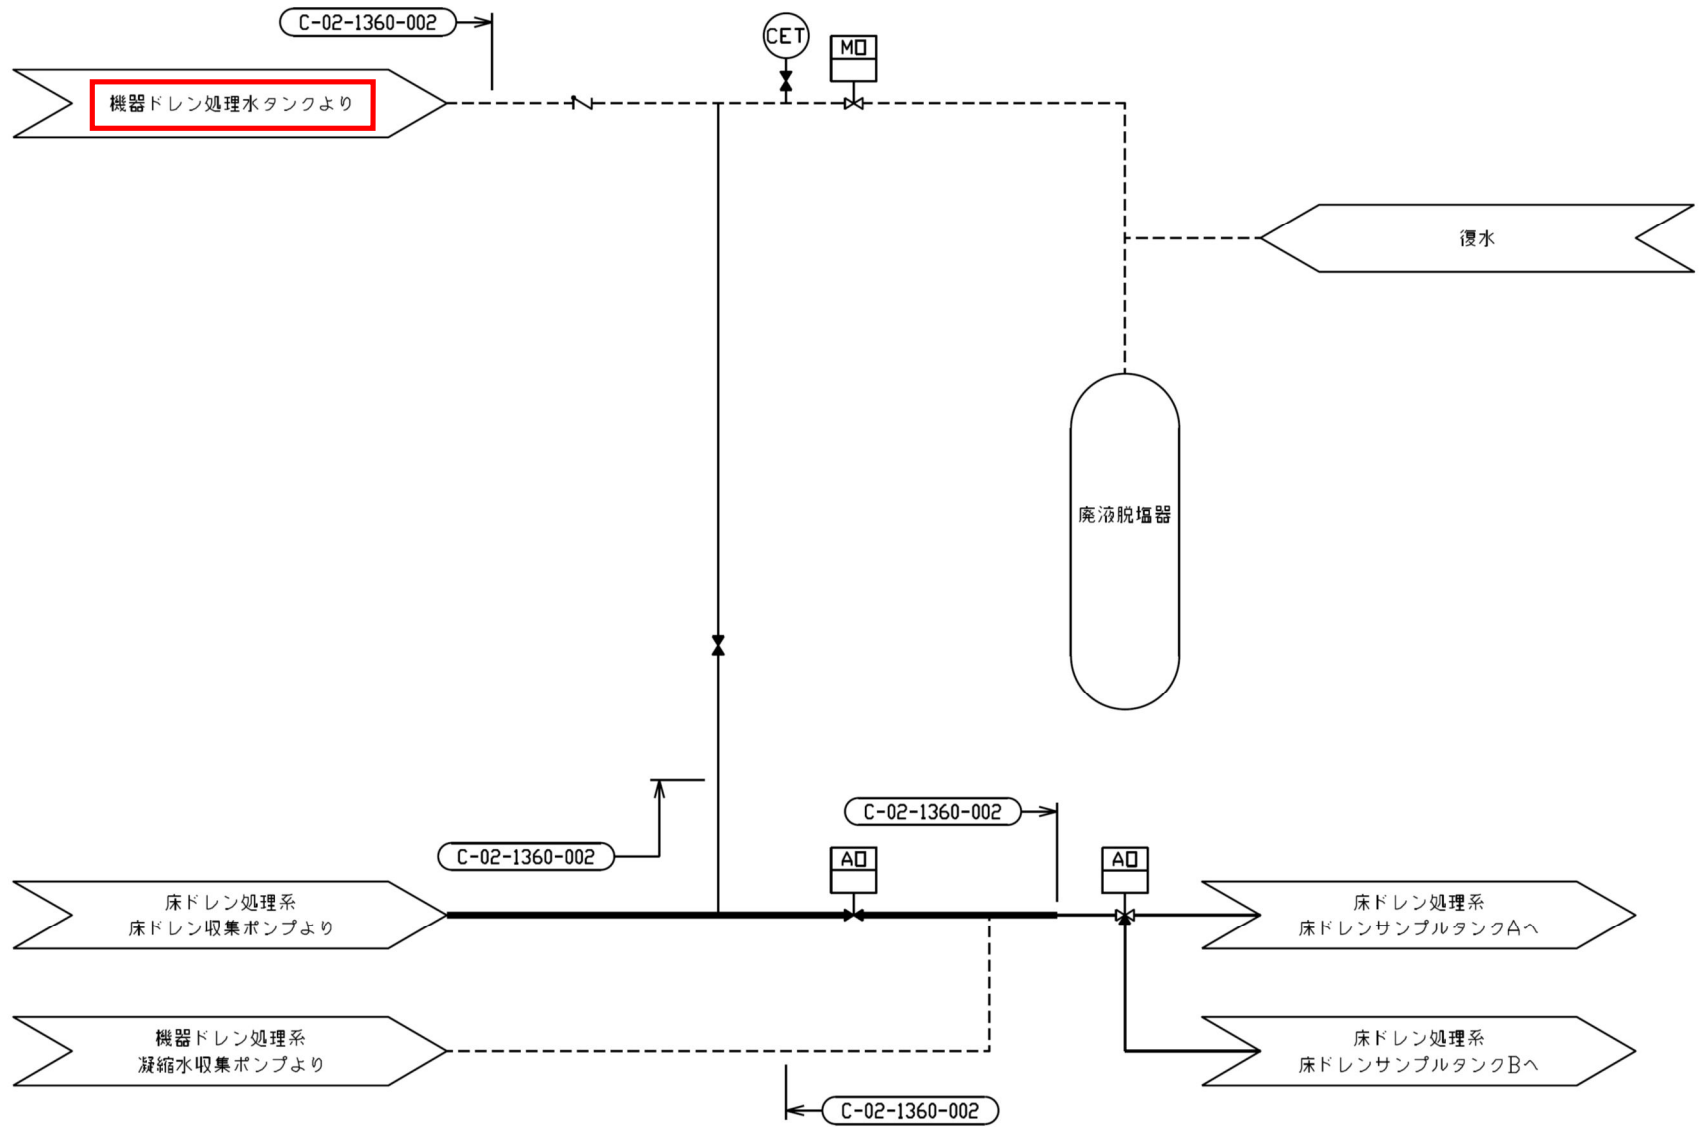 C-02-1360-002
CET
MO
機器ドレン処理水タンクより
復水
廃液脱塩器
C-02-1360-002
C-02-1360-002
AO
AO
床ドレン処理系
床ドレン収集ポンプより
床ドレン処理系
床ドレンサンプルタンクAへ
機器ドレン処理系
凝縮水収集ポンプより
床ドレン処理系
床ドレンサンプルタンクBへ
C-02-1360-002